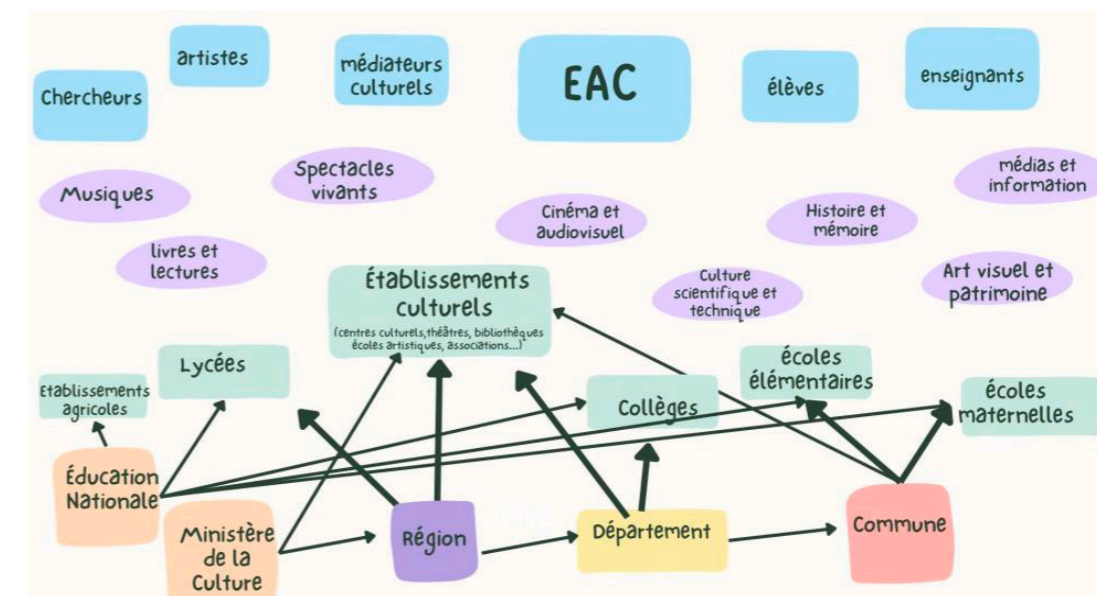 Chercheurs
artistes
médiateurs
culturels
EAC
élèves
enseignants
Musiques
Spectacles
vivants
livres et
lectures
Cinéma et
audiovisuel
Histoire et
mémoire
médias et
information
Culture
scientifique et
technique
Art visuel et
patrimoine
Établissements
culturels
(centres culturels,théâtres, bibliothèques
écoles artistiques, associations...)
Lycées
Etablissements
agricoles
Collèges
écoles
élémentaires
écoles
maternelles
Éducation
Nationale
Ministère
de la
Culture
Région
Département
Commune